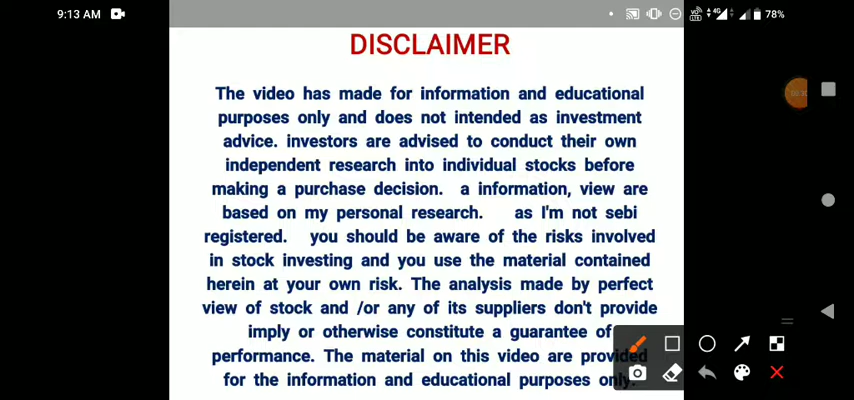 9:13 AM
VO LTE 4G 78%
DISCLAIMER
The video has made for information and educational
purposes only and does not intended as investment
advice. investors are advised to conduct their own
independent research into individual stocks before
making a purchase decision. a information, view are
based on my personal research. as I'm not sebi
registered. you should be aware of the risks involved
in stock investing and you use the material contained
herein at your own risk. The analysis made by perfect
view of stock and /or any of its suppliers don't provide
imply or otherwise constitute a guarantee of
performance. The material on this video are provided
for the information and educational purposes only.